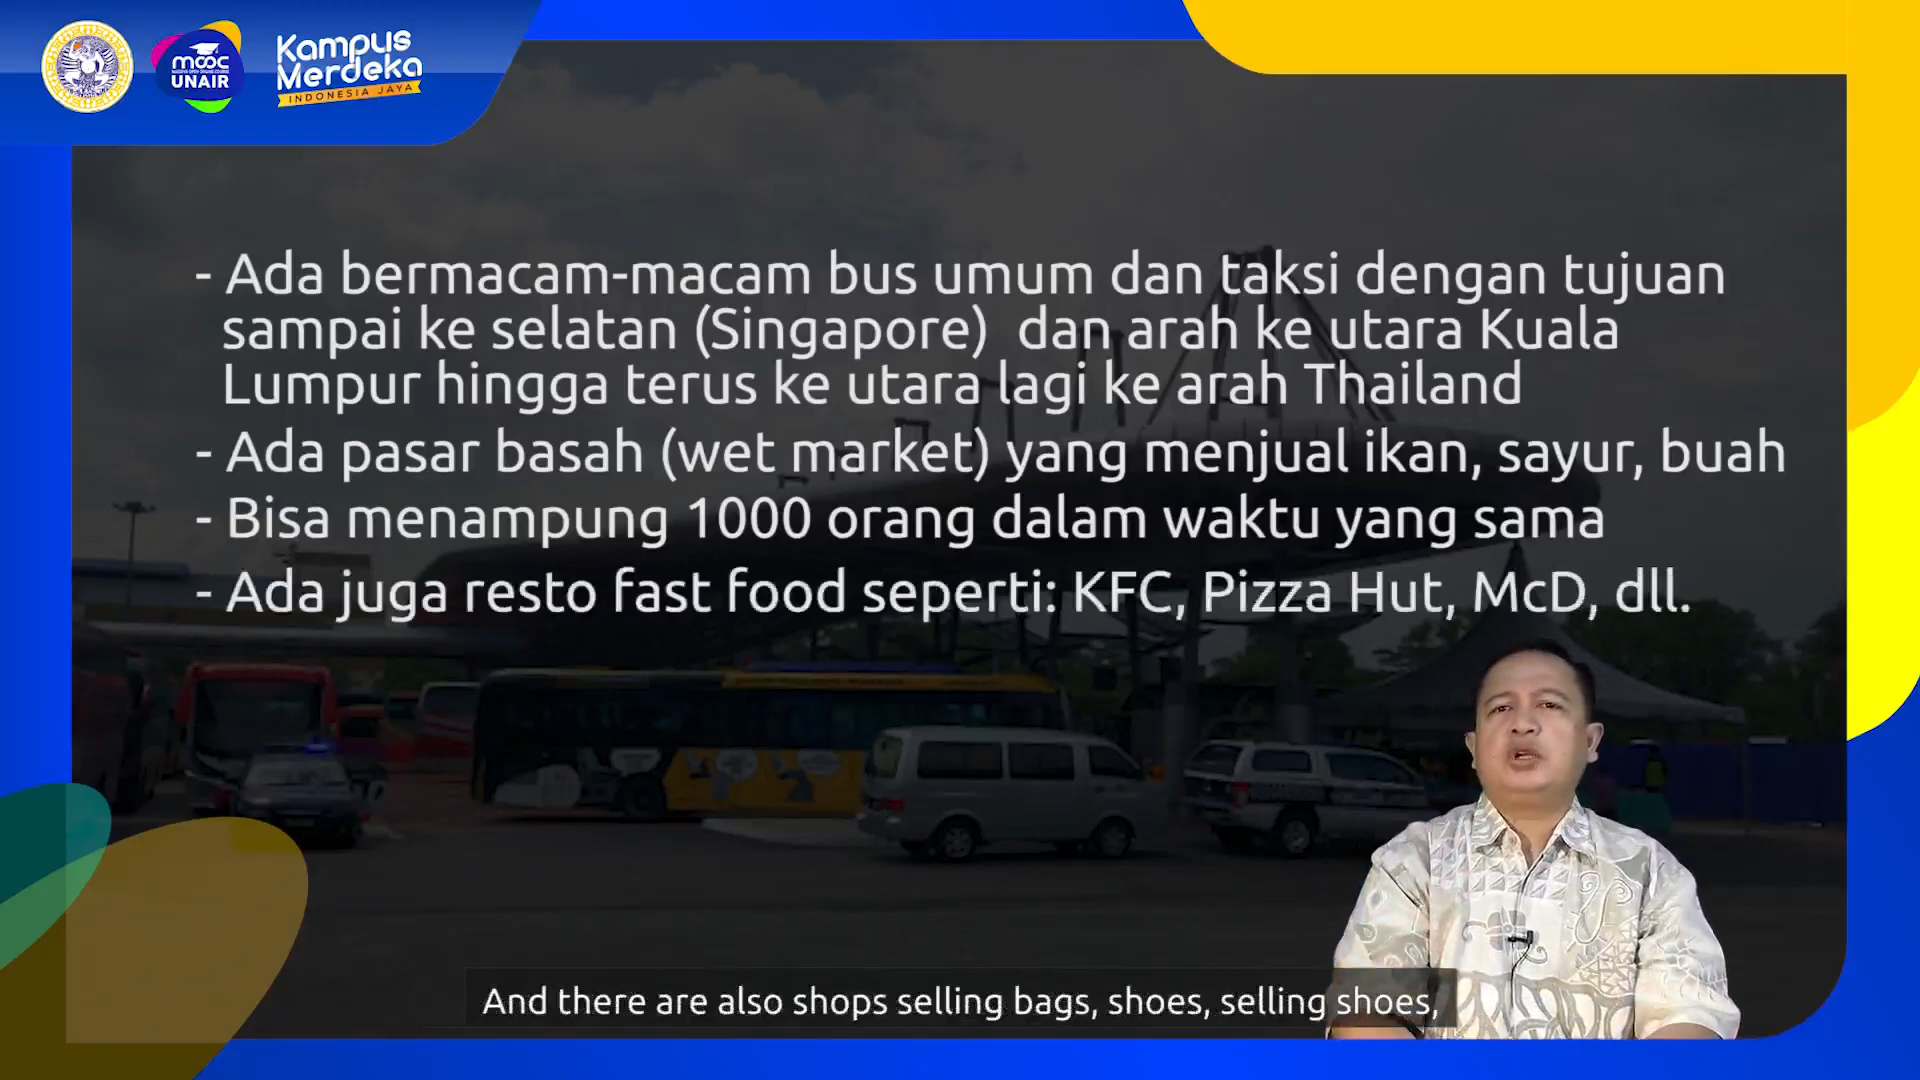 mooc
UNAIR
Kampus
Merdeka
INDONESIA JAYA
- Ada bermacam-macam bus umum dan taksi dengan tujuan
sampai ke selatan (Singapore) dan arah ke utara Kuala
Lumpur hingga terus ke utara lagi ke arah Thailand
- Ada pasar basah (wet market) yang menjual ikan, sayur, buah
- Bisa menampung 1000 orang dalam waktu yang sama
- Ada juga resto fast food seperti: KFC, Pizza Hut, McD, dll.
And there are also shops selling bags, shoes, selling shoes,